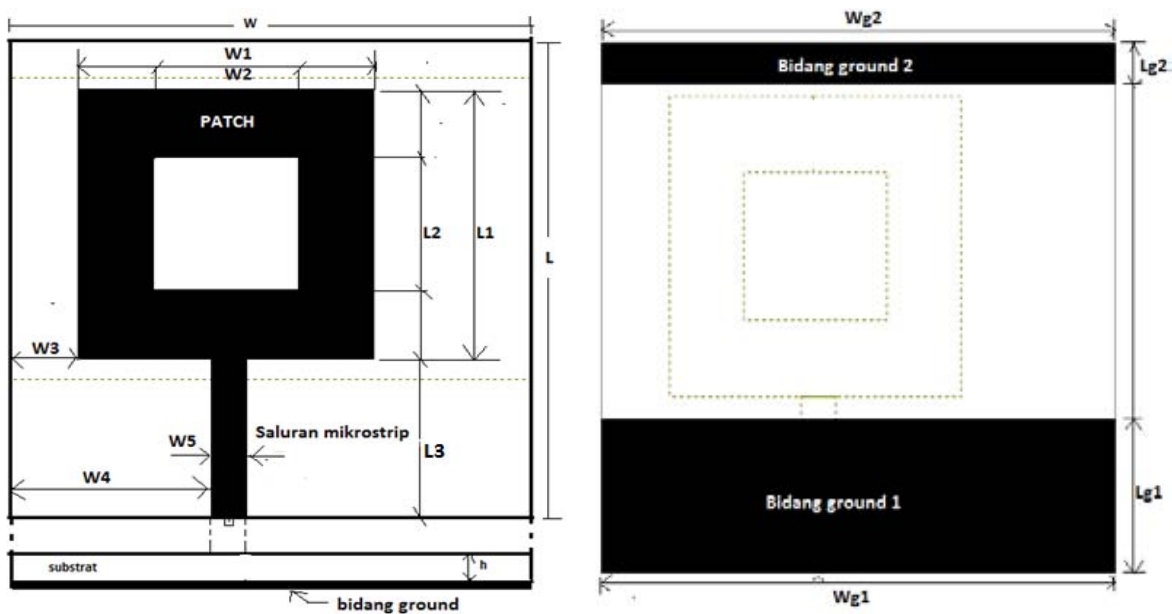 W
W1
W2
PATCH
L2
L1
L
W3
W5
Saluran mikrostrip
L3
W4
substrat
h
bidang ground
Wg2
Bidang ground 2
Lg2
Bidang ground 1
Lg1
Wg1